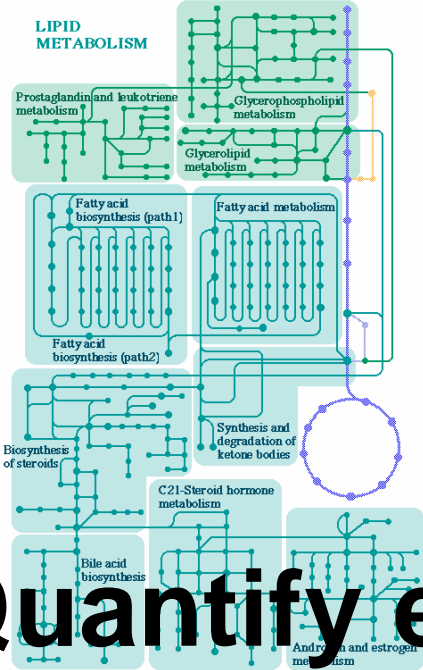 LIPID
METABOLISM
Prostaglandin and leukotriene
metabolism
Glycerophospholipid
metabolism
Glycerolipid
metabolism
Fatty acid
biosynthesis (path1)
Fatty acid metabolism
Fatty acid
biosynthesis (path2)
Synthesis and
degradation of
ketone bodies
Biosynthesis
of steroids
C21-Steroid hormone
metabolism
Bile acid
biosynthesis
Quantify e
Androgen and estrogen
metabolism